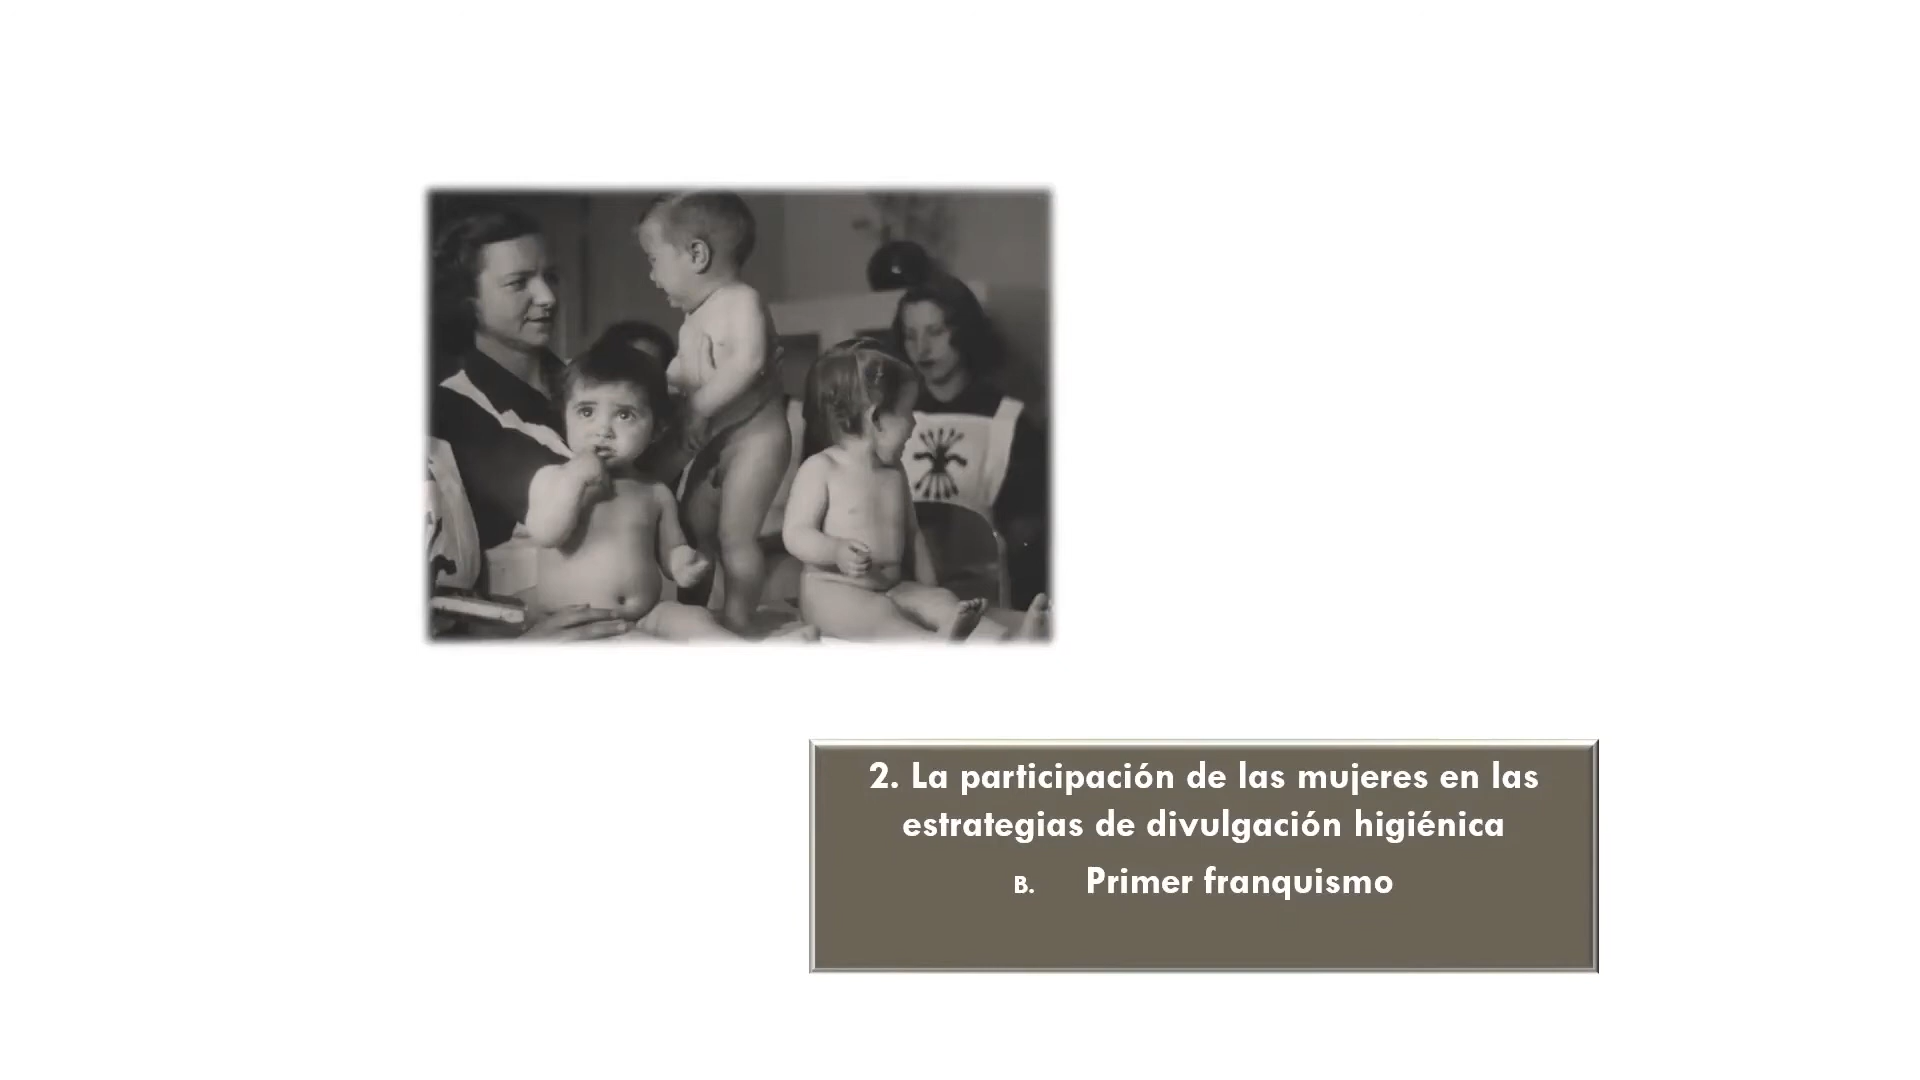 2. La participación de las mujeres en las
estrategias de divulgación higiénica
B. Primer franquismo